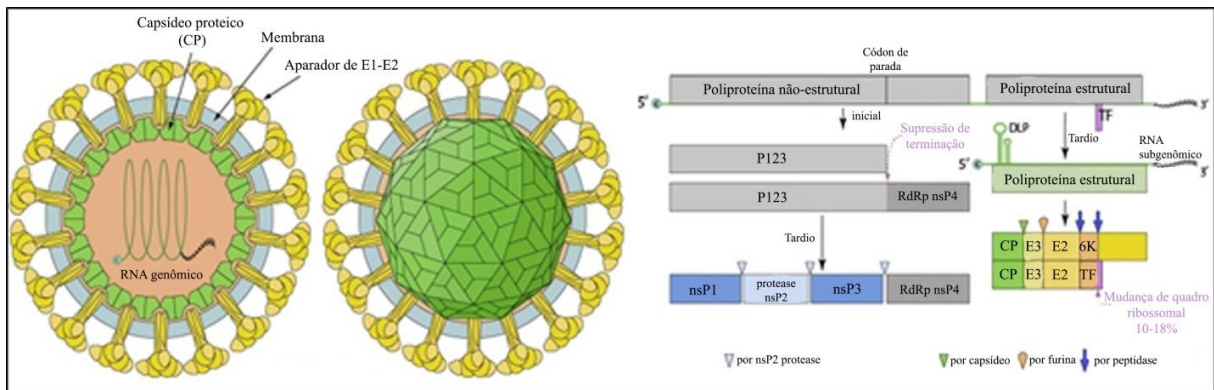 Capsídeo proteico
(CP)
Membrana
Aparador de E1-E2
RNA genômico
Códon de
parada
Poliproteína não-estrutural
Poliproteína estrutural
5'
3'
TF
inicial
Supressão de
terminação
Tardio
DLP
RNA
subgenômico
P123
5'
3'
Poliproteína estrutural
P123
RdRp nsP4
Tardio
CP
E3
E2
6K
CP
E3
E2
TF
nsP1
protease
nsP2
nsP3
RdRp nsP4
Mudança de quadro
ribossomal
10-18%
por nsP2 protease
por capsídeo
por furina
por peptidase